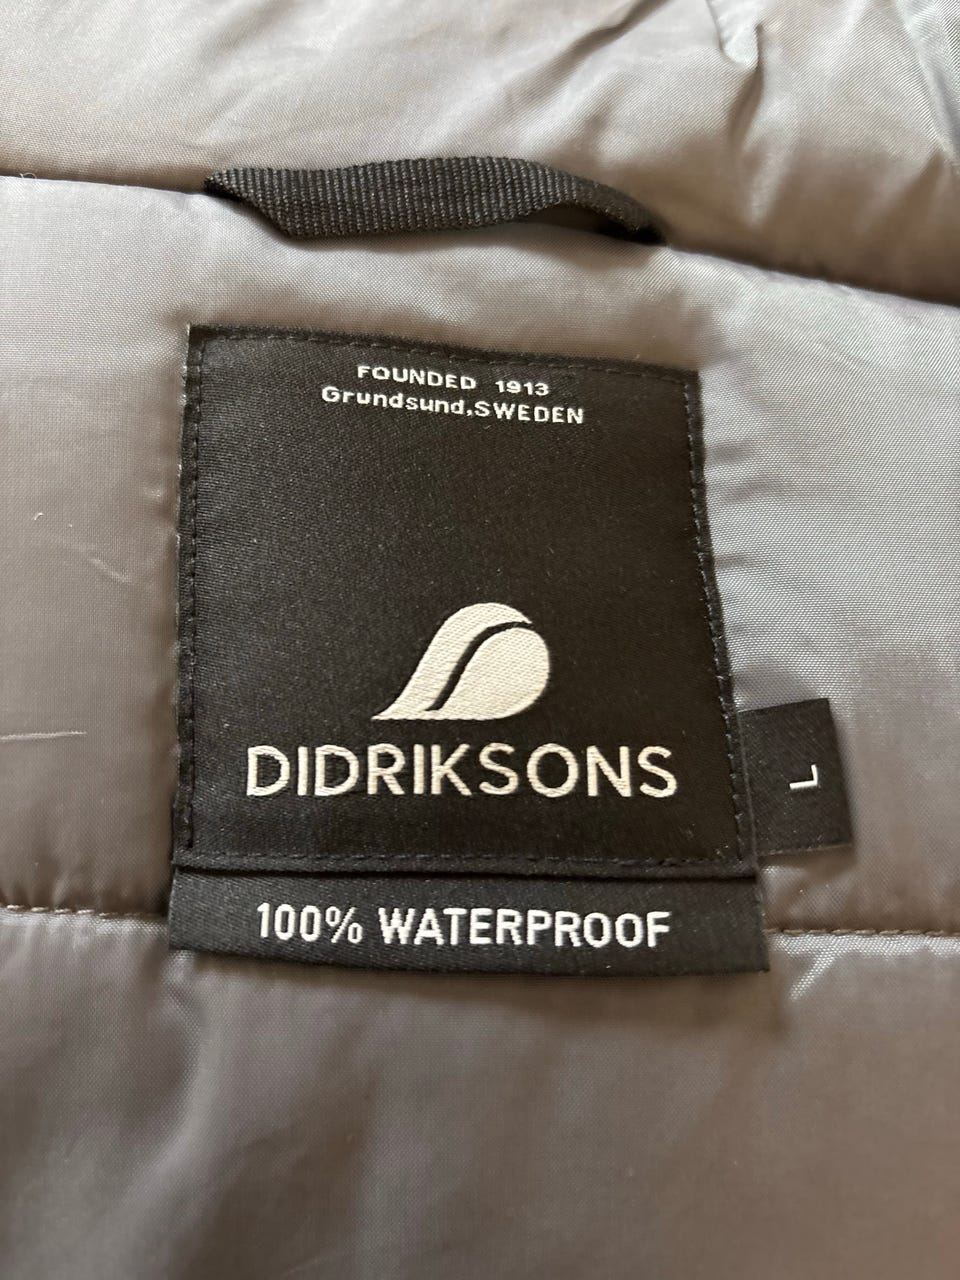 FOUNDED 1913
Grundsund,SWEDEN
DIDRIKSONS
L
100% WATERPROOF